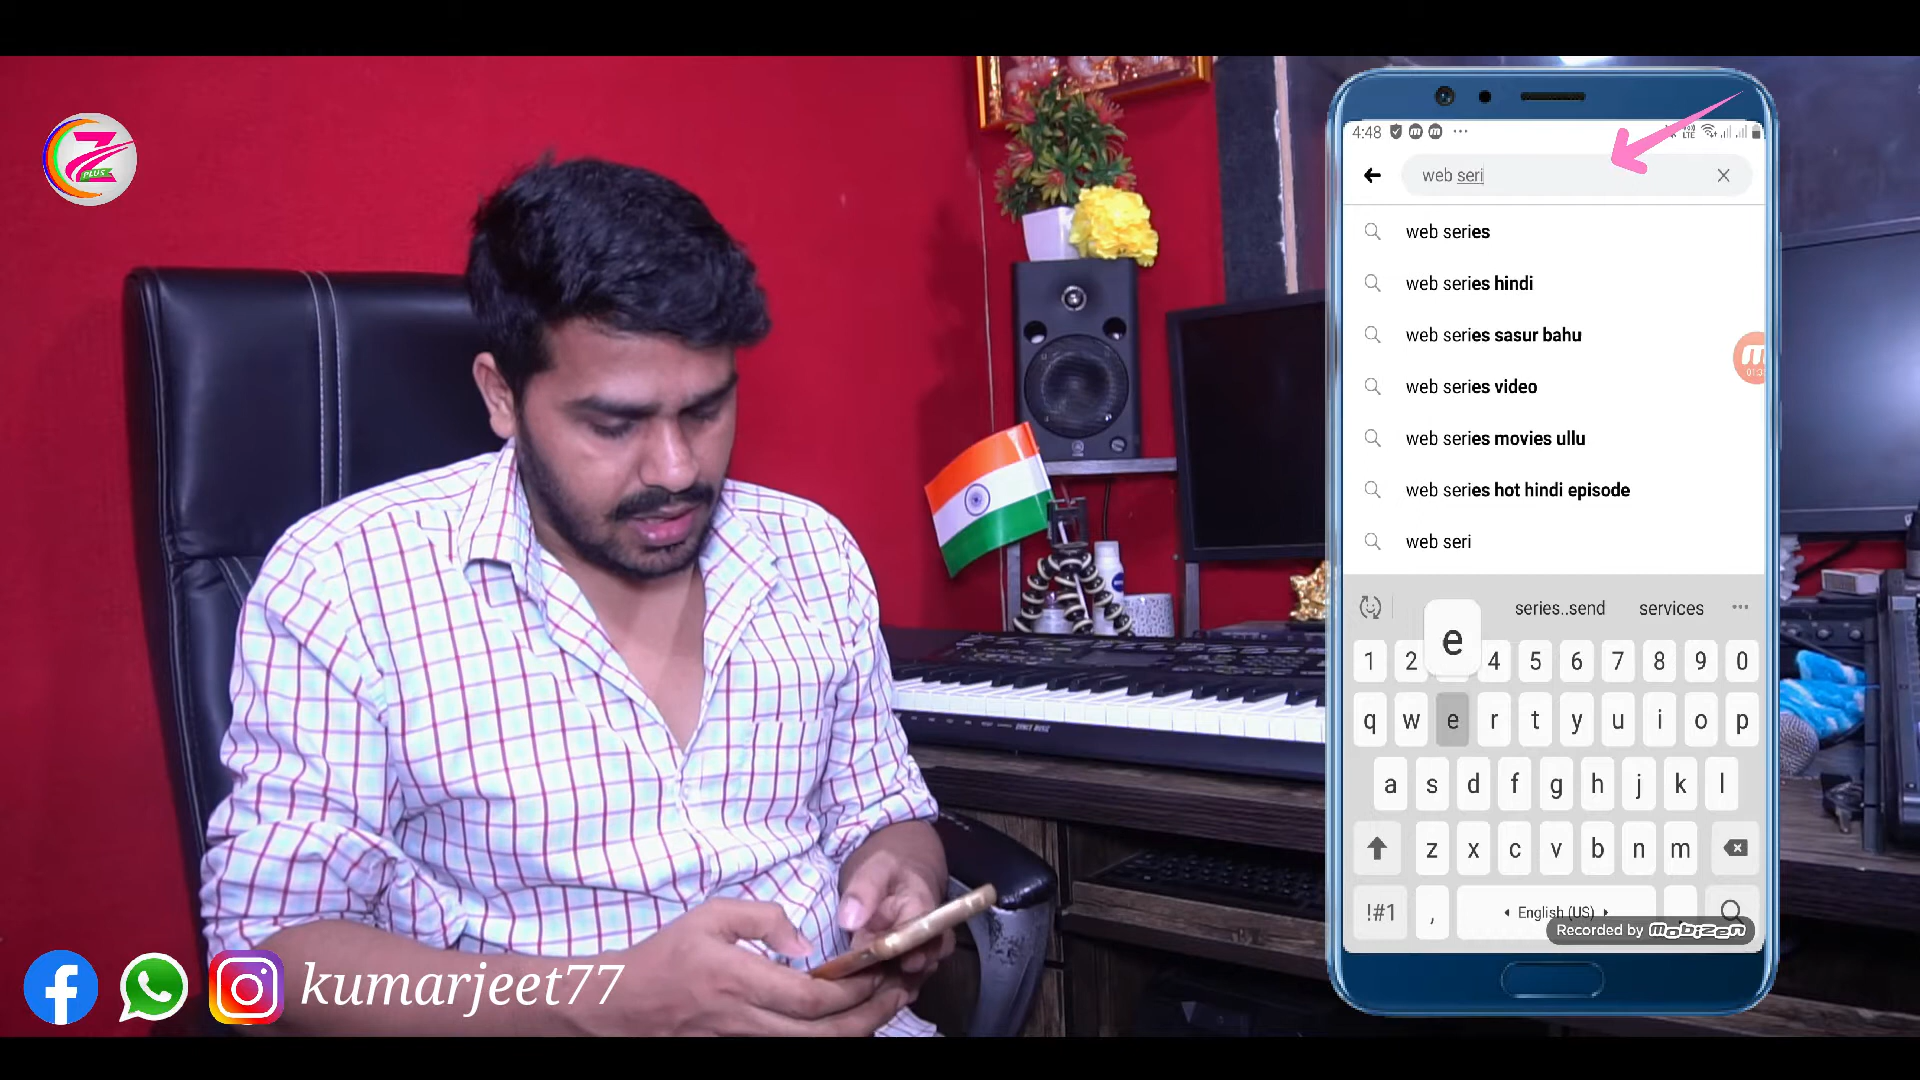 Z
PLUS
4:48
web seri
web series
web series hindi
web series sasur bahu
web series video
web series movies ullu
web series hot hindi episode
web seri
series..send
services
e
1 2 4 5 6 7 8 9 0
q w e r t y u i o p
a s d f g h j k l
z x c v b n m
!#1 , English (US) .
Recorded by mobizen
kumarjeet77